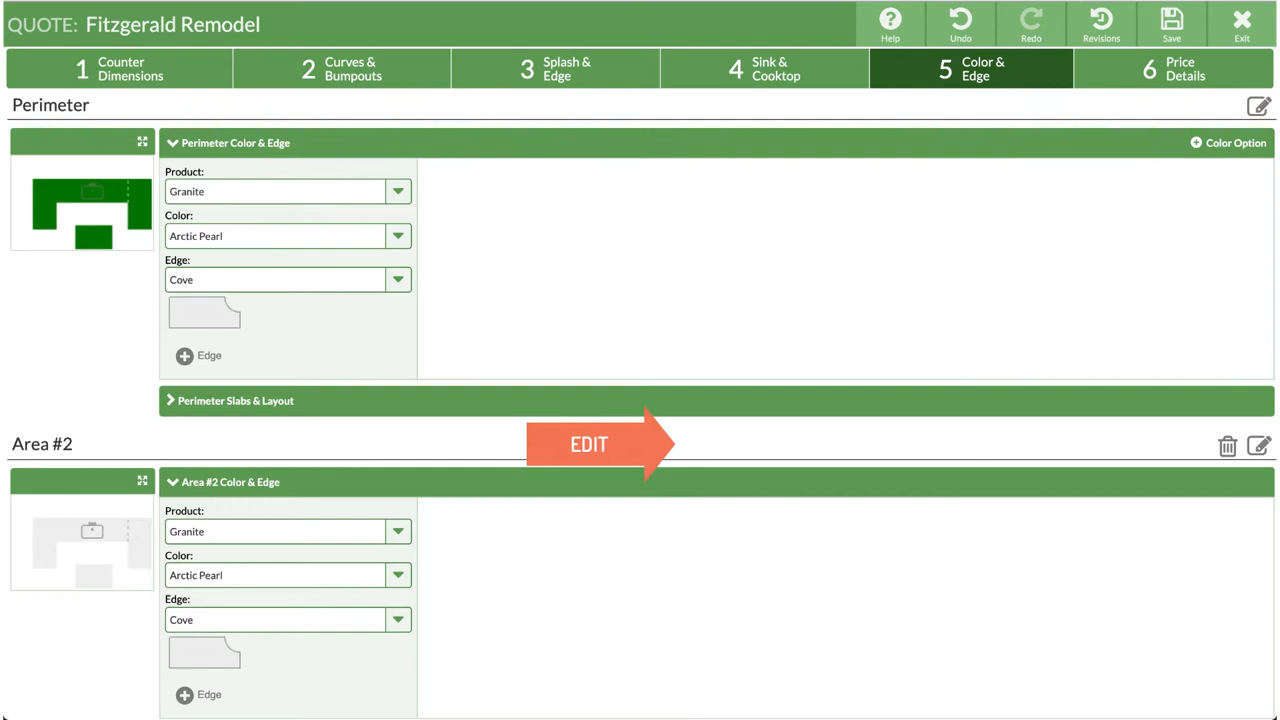 QUOTE: Fitzgerald Remodel
Help
Undo
Redo
Revisions
Save
Exit
1 Counter Dimensions
2 Curves & Bumpouts
3 Splash & Edge
4 Sink & Cooktop
5 Color & Edge
6 Price Details
Perimeter
Perimeter Color & Edge
Color Option
Product:
Granite
Color:
Arctic Pearl
Edge:
Cove
Edge
Perimeter Slabs & Layout
Area #2
EDIT
Area #2 Color & Edge
Product:
Granite
Color:
Arctic Pearl
Edge:
Cove
Edge